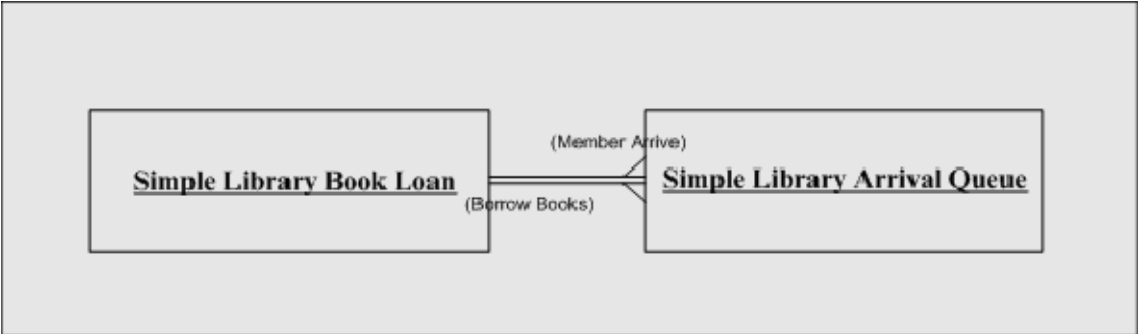 (Member Arrive)
Simple Library Book Loan
Simple Library Arrival Queue
(Borrow Books)